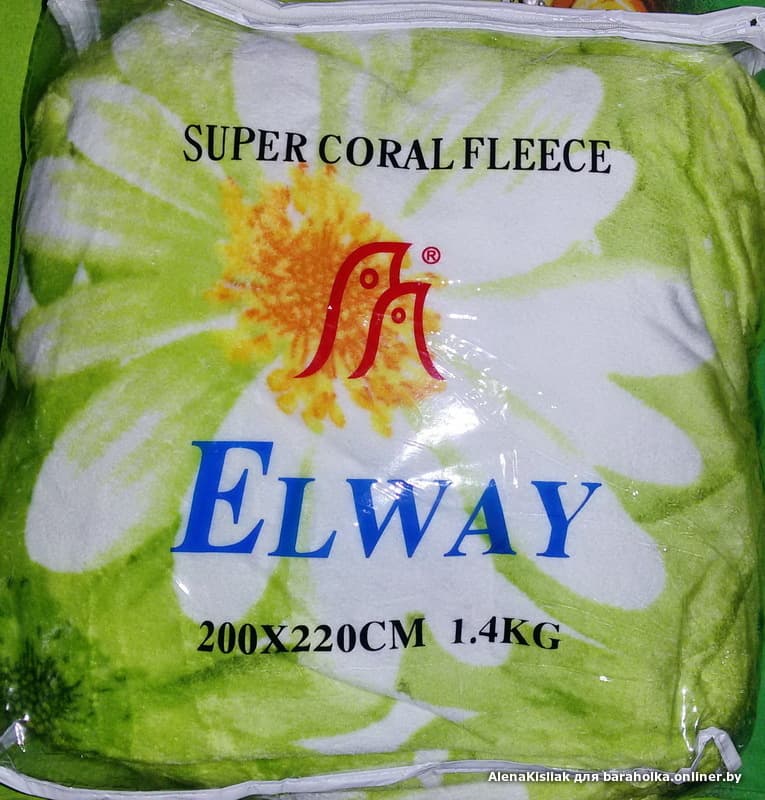 SUPER CORAL FLEECE
®
ELWAY
200X220CM 1.4KG
AlenaKisliak для baraholka.onliner.by